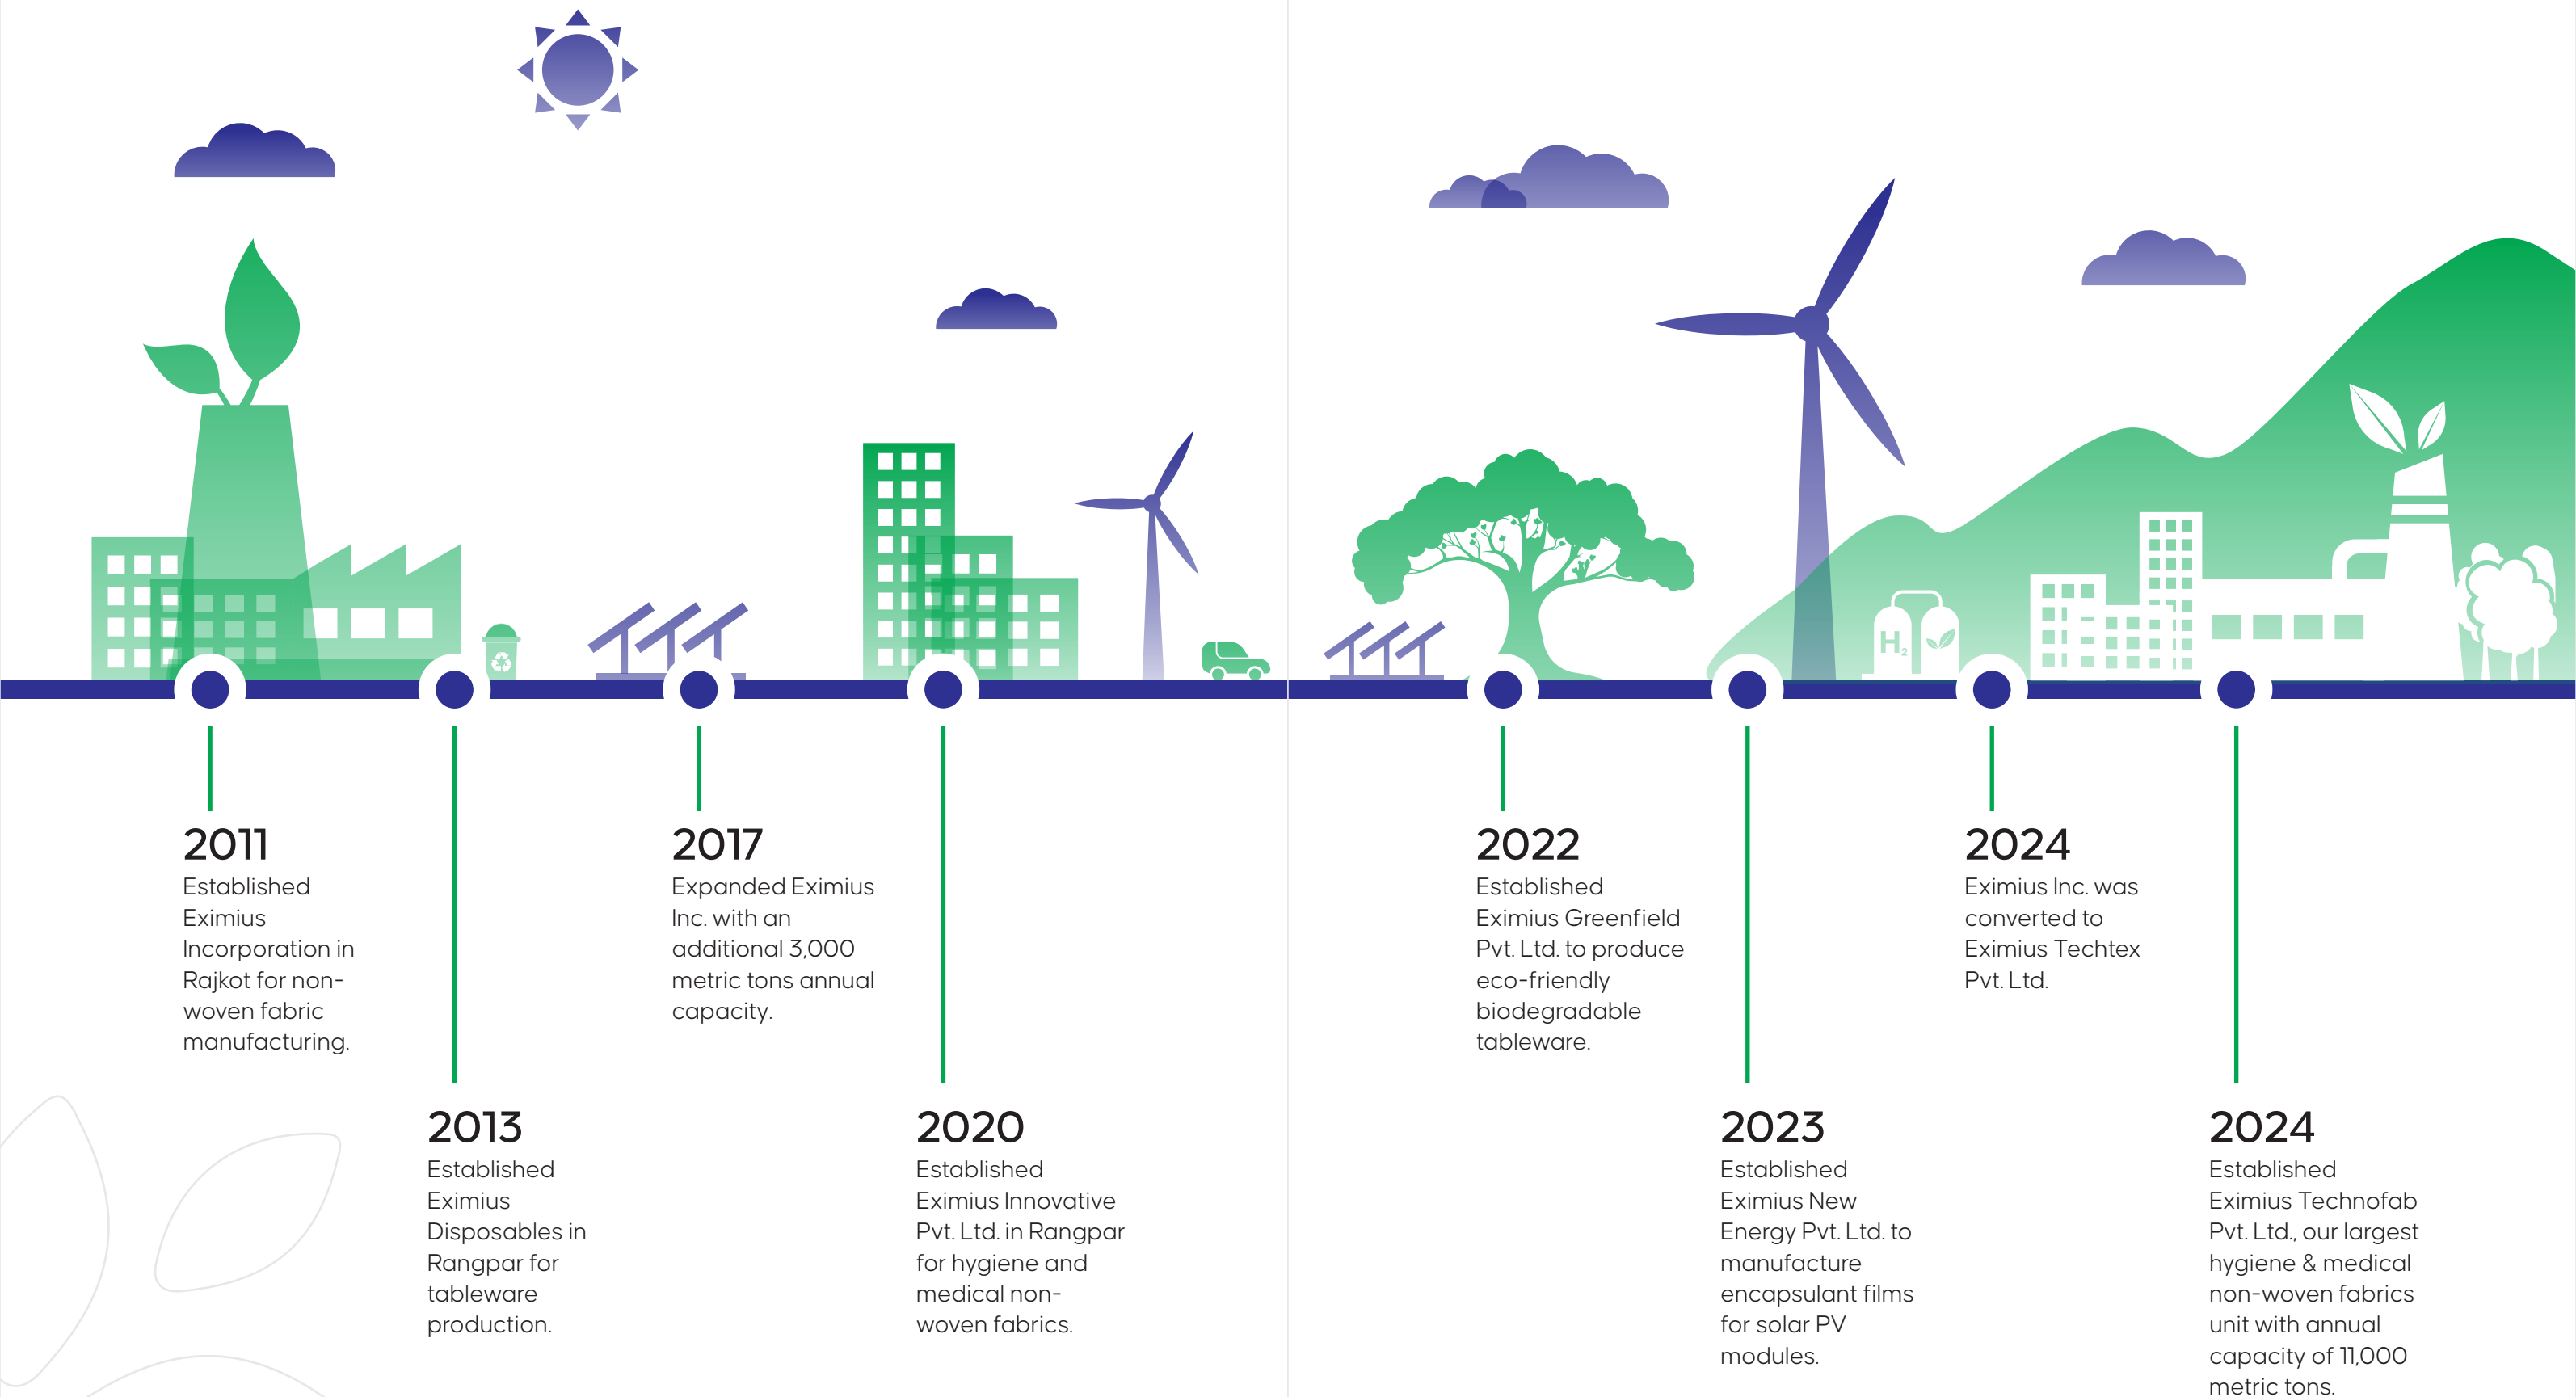 H₂
2011
Established
Eximius
Incorporation in
Rajkot for non-
woven fabric
manufacturing.
2013
Established
Eximius
Disposables in
Rangpar for
tableware
production.
2017
Expanded Eximius
Inc. with an
additional 3,000
metric tons annual
capacity.
2020
Established
Eximius Innovative
Pvt. Ltd. in Rangpar
for hygiene and
medical non-
woven fabrics.
2022
Established
Eximius Greenfield
Pvt. Ltd. to produce
eco-friendly
biodegradable
tableware.
2023
Established
Eximius New
Energy Pvt. Ltd. to
manufacture
encapsulant films
for solar PV
modules.
2024
Eximius Inc. was
converted to
Eximius Techtex
Pvt. Ltd.
2024
Established
Eximius Technofab
Pvt. Ltd., our largest
hygiene & medical
non-woven fabrics
unit with annual
capacity of 11,000
metric tons.